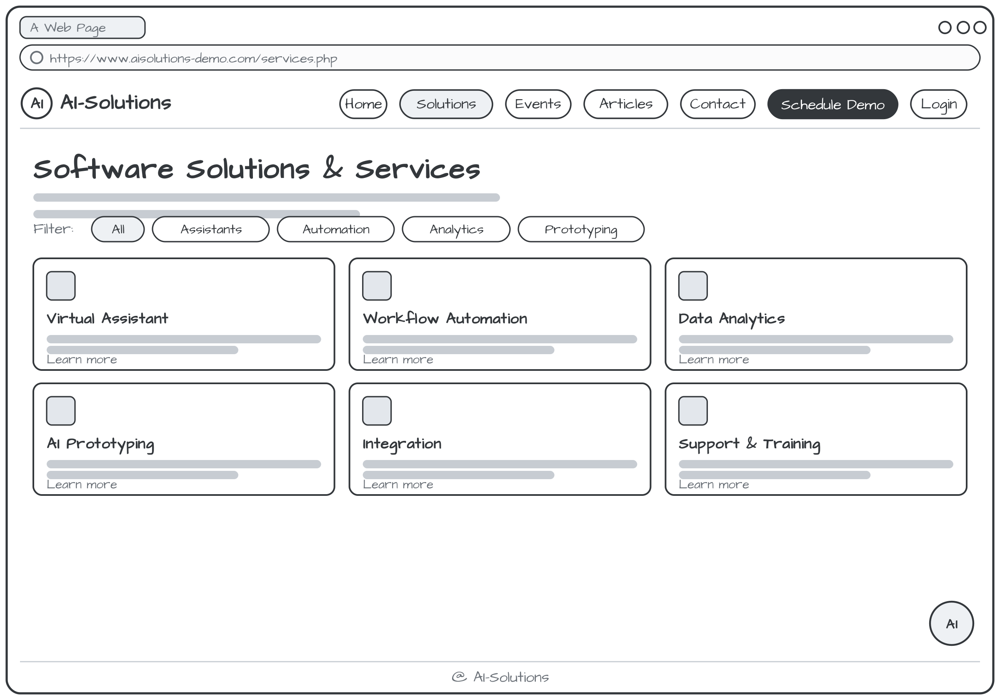 A Web Page
https://www.aisolutions-demo.com/services.php
AI AI-Solutions Home Solutions Events Articles Contact Schedule Demo Login
Software Solutions & Services
Filter: All Assistants Automation Analytics Prototyping
Virtual Assistant
Learn more
Workflow Automation
Learn more
Data Analytics
Learn more
AI Prototyping
Learn more
Integration
Learn more
Support & Training
Learn more
AI
@ AI-Solutions